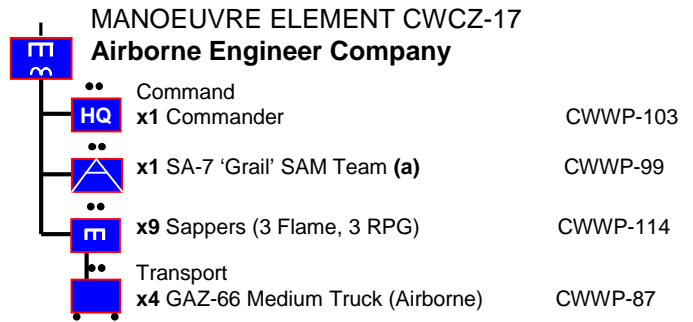 MANOEUVRE ELEMENT CWCZ-17
Airborne Engineer Company
Command
HQ x1 Commander CWWP-103
x1 SA-7 ‘Grail’ SAM Team (a) CWWP-99
x9 Sappers (3 Flame, 3 RPG) CWWP-114
Transport
x4 GAZ-66 Medium Truck (Airborne) CWWP-87